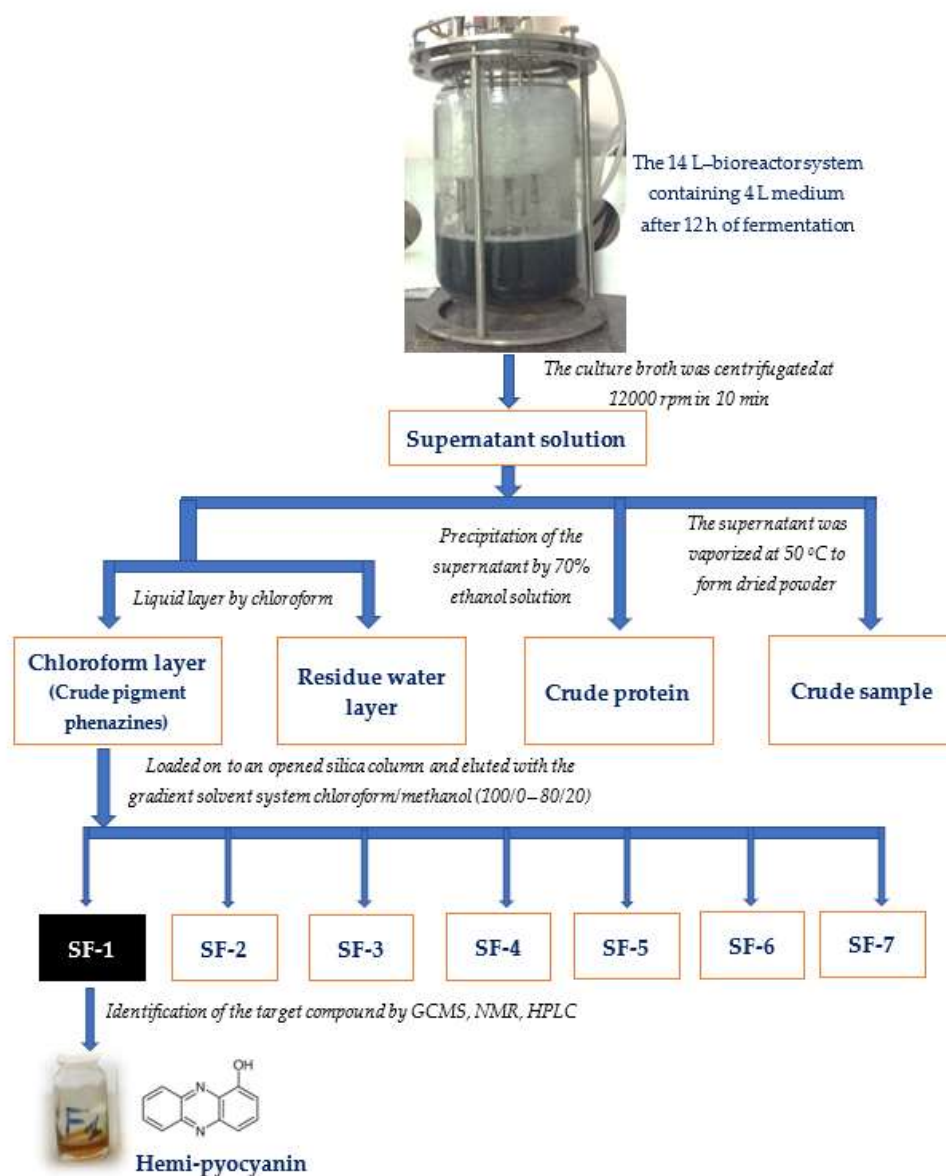 The 14 L–bioreactor system
containing 4 L medium
after 12 h of fermentation
The culture broth was centrifugated at
12000 rpm in 10 min
Supernatant solution
Precipitation of the
supernatant by 70%
ethanol solution
The supernatant was
vaporized at 50 °C to
form dried powder
Liquid layer by chloroform
Chloroform layer
(Crude pigment
phenazines)
Residue water
layer
Crude protein
Crude sample
Loaded on to an opened silica column and eluted with the
gradient solvent system chloroform/methanol (100/0–80/20)
SF-1
SF-2
SF-3
SF-4
SF-5
SF-6
SF-7
Identification of the target compound by GCMS, NMR, HPLC
OH
N
N
Hemi-pyocyanin